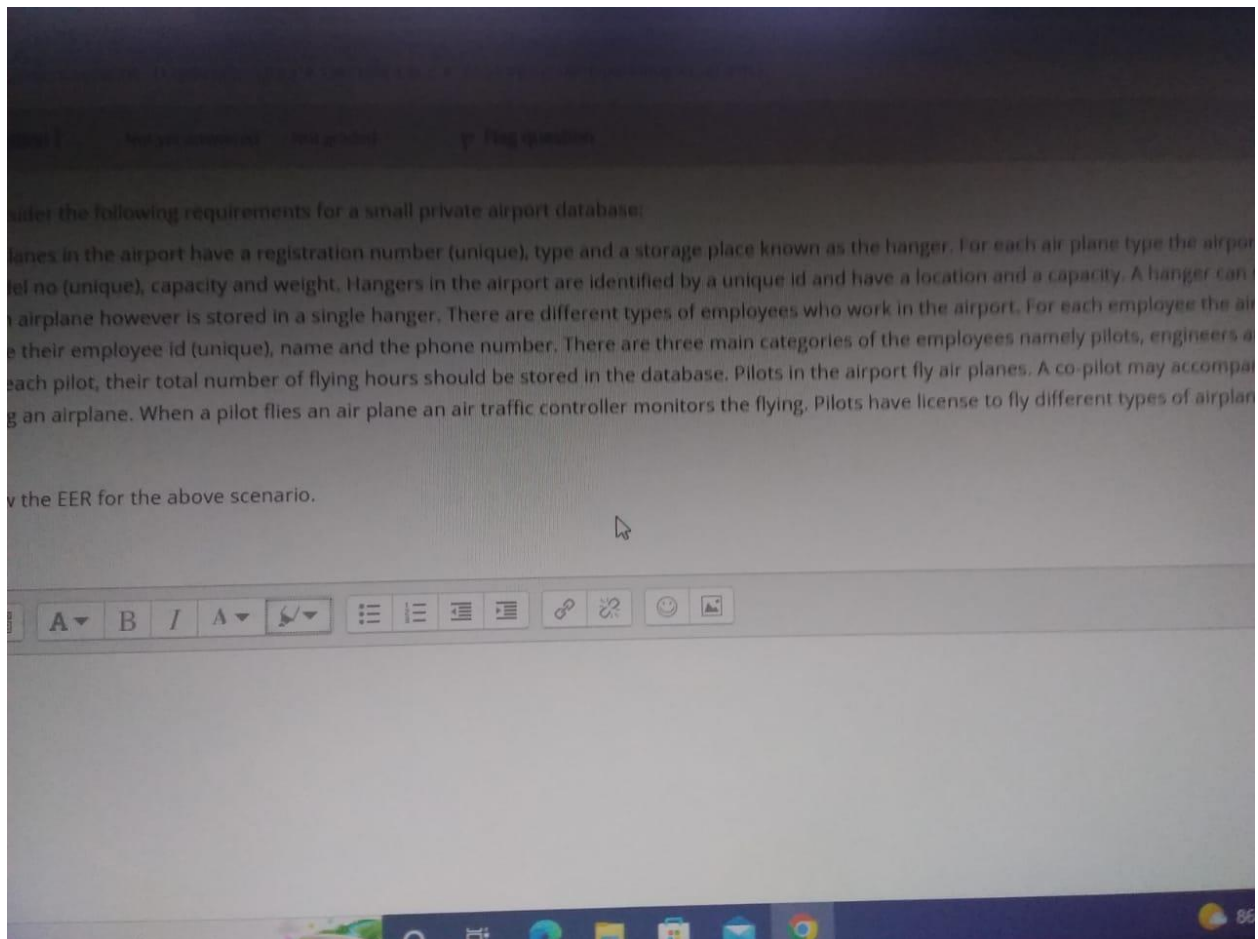 Flag question
the following requirements for a small private airport database:
lanes in the airport have a registration number (unique), type and a storage place known as the hanger. For each air plane type the airpor
el no (unique), capacity and weight. Hangers in the airport are identified by a unique id and have a location and a capacity. A hanger can
airplane however is stored in a single hanger. There are different types of employees who work in the airport. For each employee the air
e their employee id (unique), name and the phone number. There are three main categories of the employees namely pilots, engineers a
each pilot, their total number of flying hours should be stored in the database. Pilots in the airport fly air planes. A co-pilot may accompa
g an airplane. When a pilot flies an air plane an air traffic controller monitors the flying. Pilots have license to fly different types of airplan
the EER for the above scenario.
A B I A
86